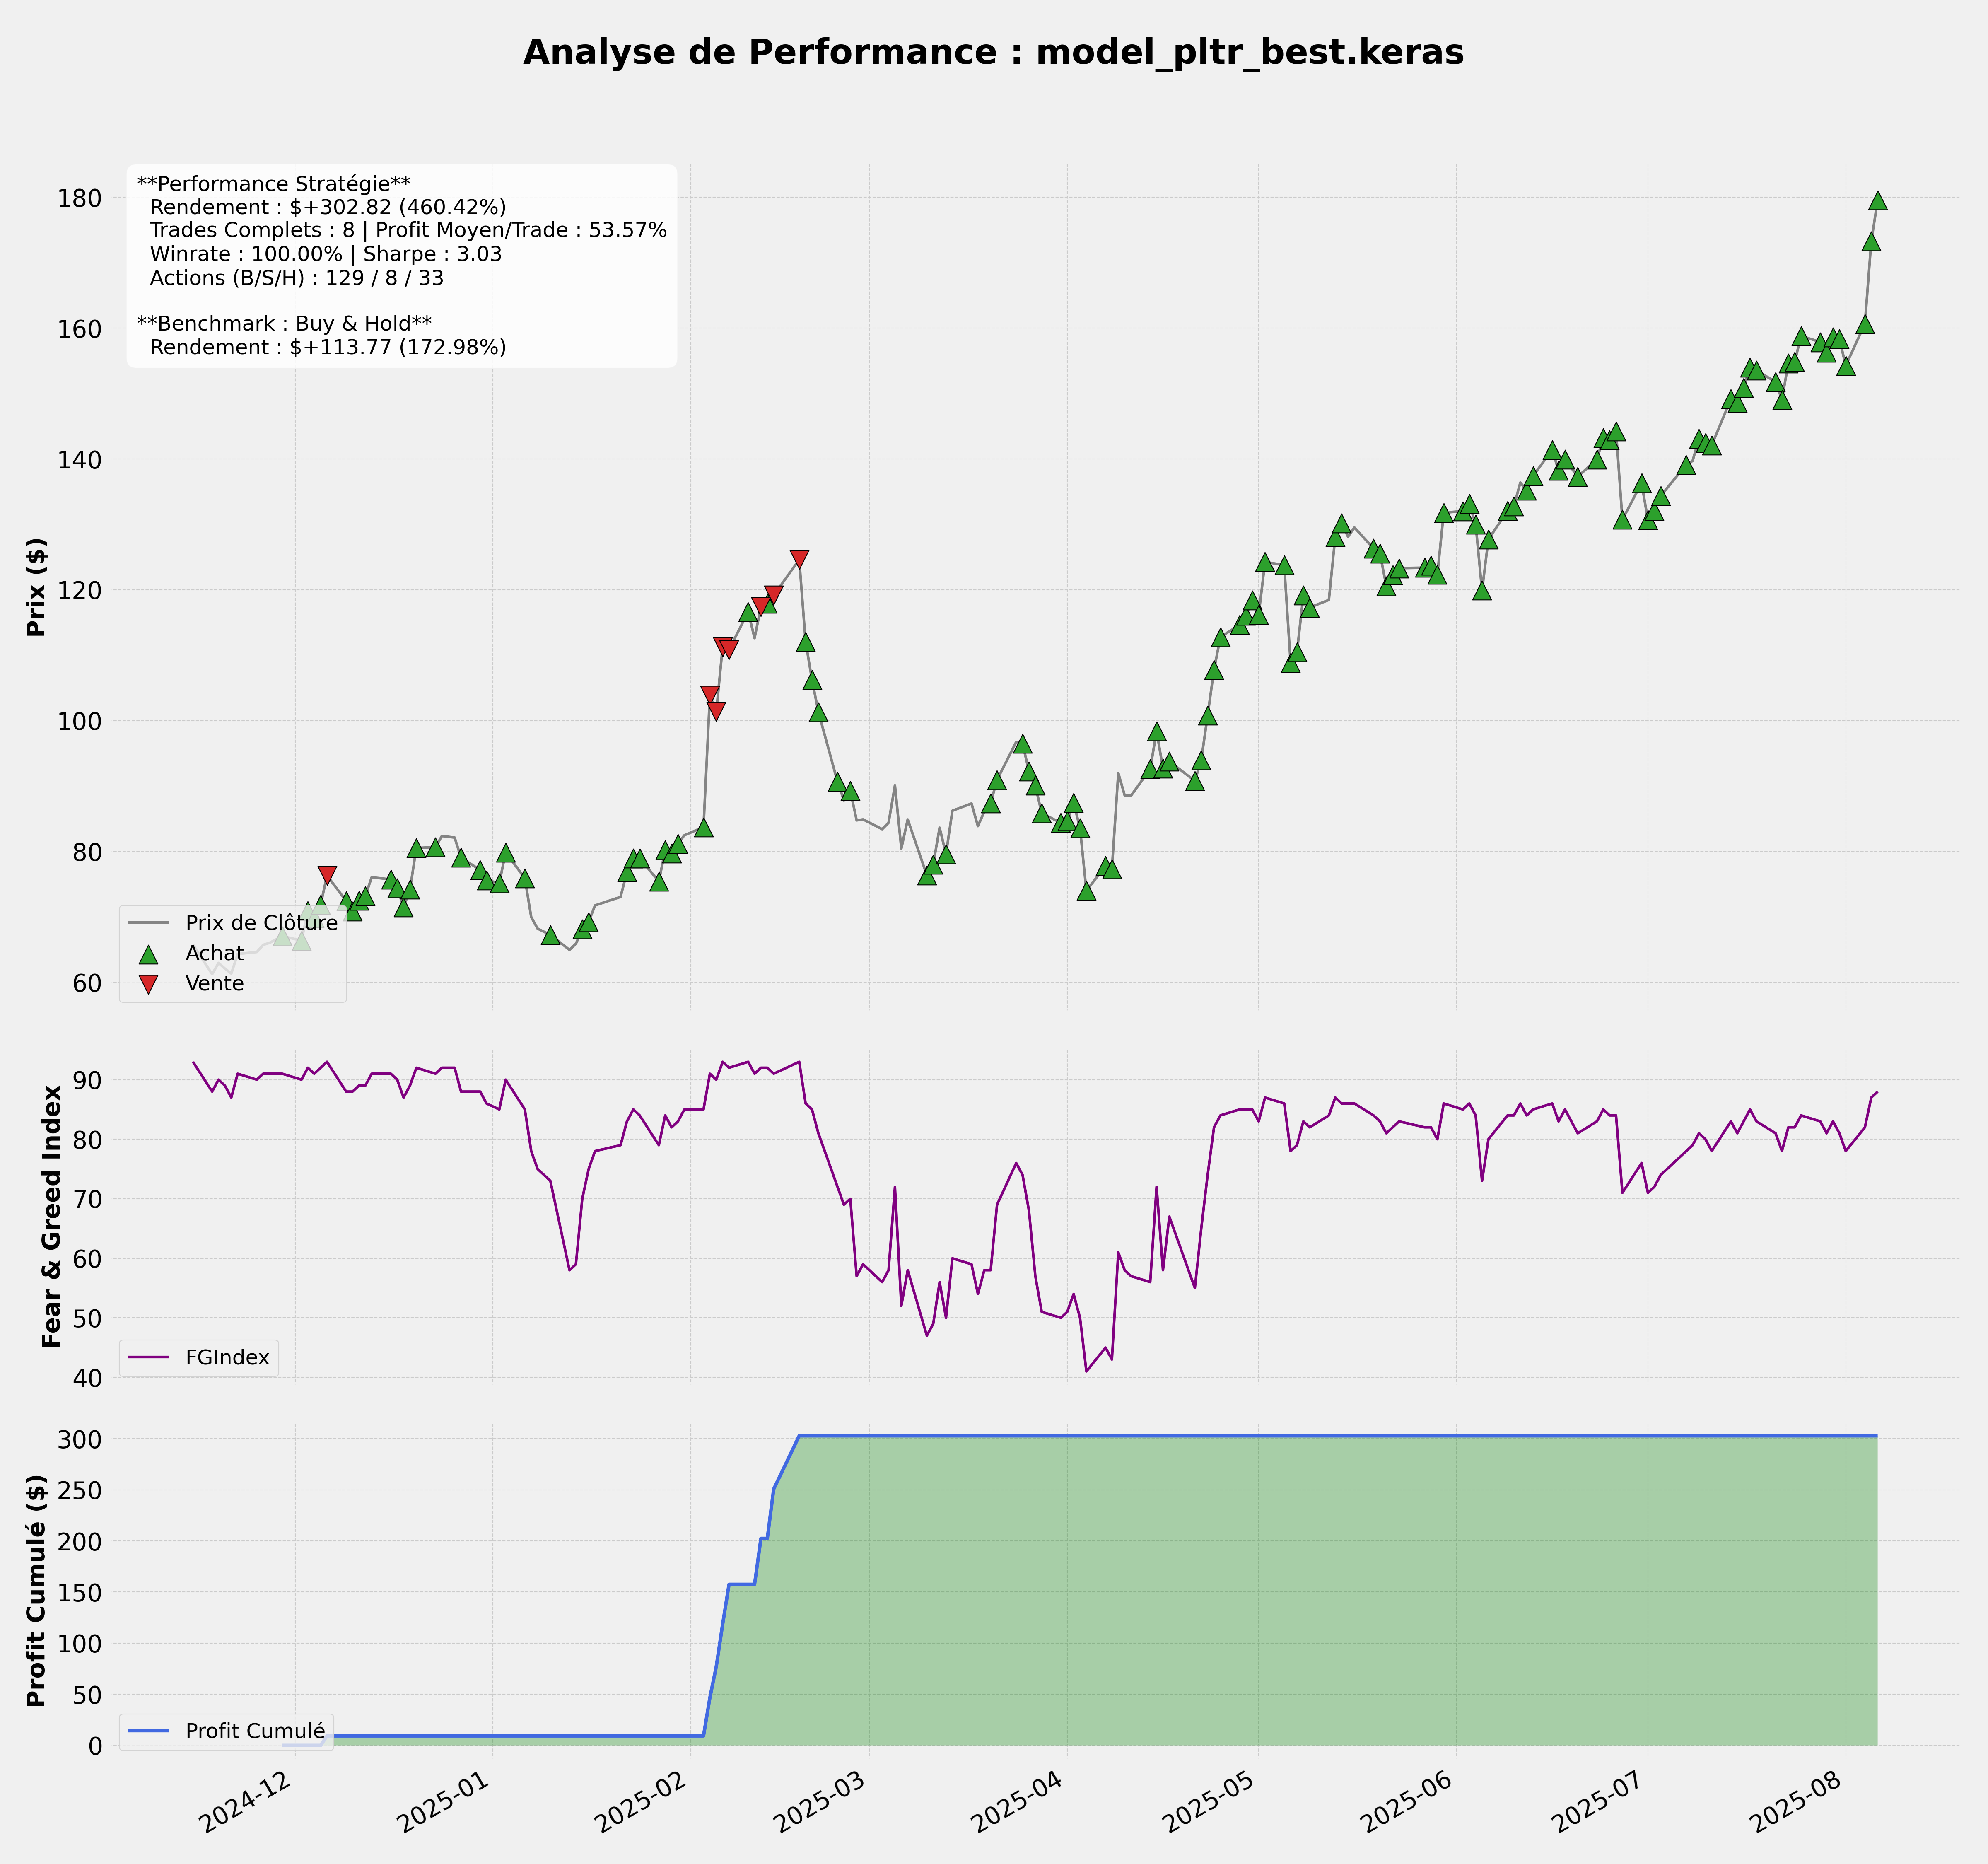 Analyse de Performance : model_pltr_best.keras
**Performance Stratégie**
Rendement : $+302.82 (460.42%)
Trades Complets : 8 | Profit Moyen/Trade : 53.57%
Winrate : 100.00% | Sharpe : 3.03
Actions (B/S/H) : 129 / 8 / 33
**Benchmark : Buy & Hold**
Rendement : $+113.77 (172.98%)
Prix ($)
180
160
140
120
100
80
60
Prix de Clôture
Achat
Vente
Fear & Greed Index
90
80
70
60
50
40
FGIndex
Profit Cumulé ($)
300
250
200
150
100
50
0
Profit Cumulé
2024-12
2025-01
2025-02
2025-03
2025-04
2025-05
2025-06
2025-07
2025-08